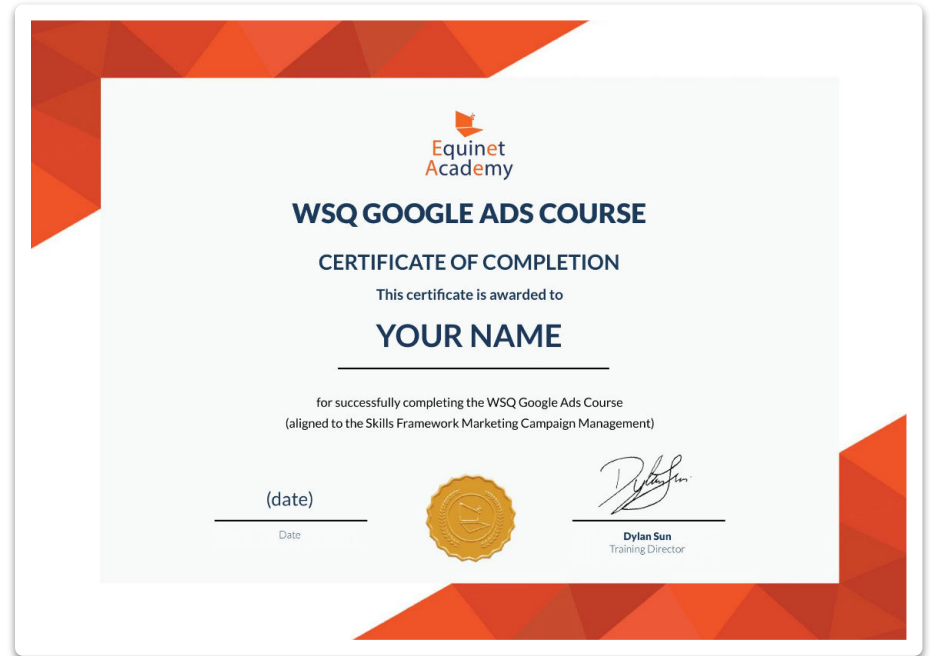 Equinet
Academy
WSQ GOOGLE ADS COURSE
CERTIFICATE OF COMPLETION
This certificate is awarded to
YOUR NAME
for successfully completing the WSQ Google Ads Course
(aligned to the Skills Framework Marketing Campaign Management)
Dylan Sun
(date)
Date
Dylan Sun
Training Director